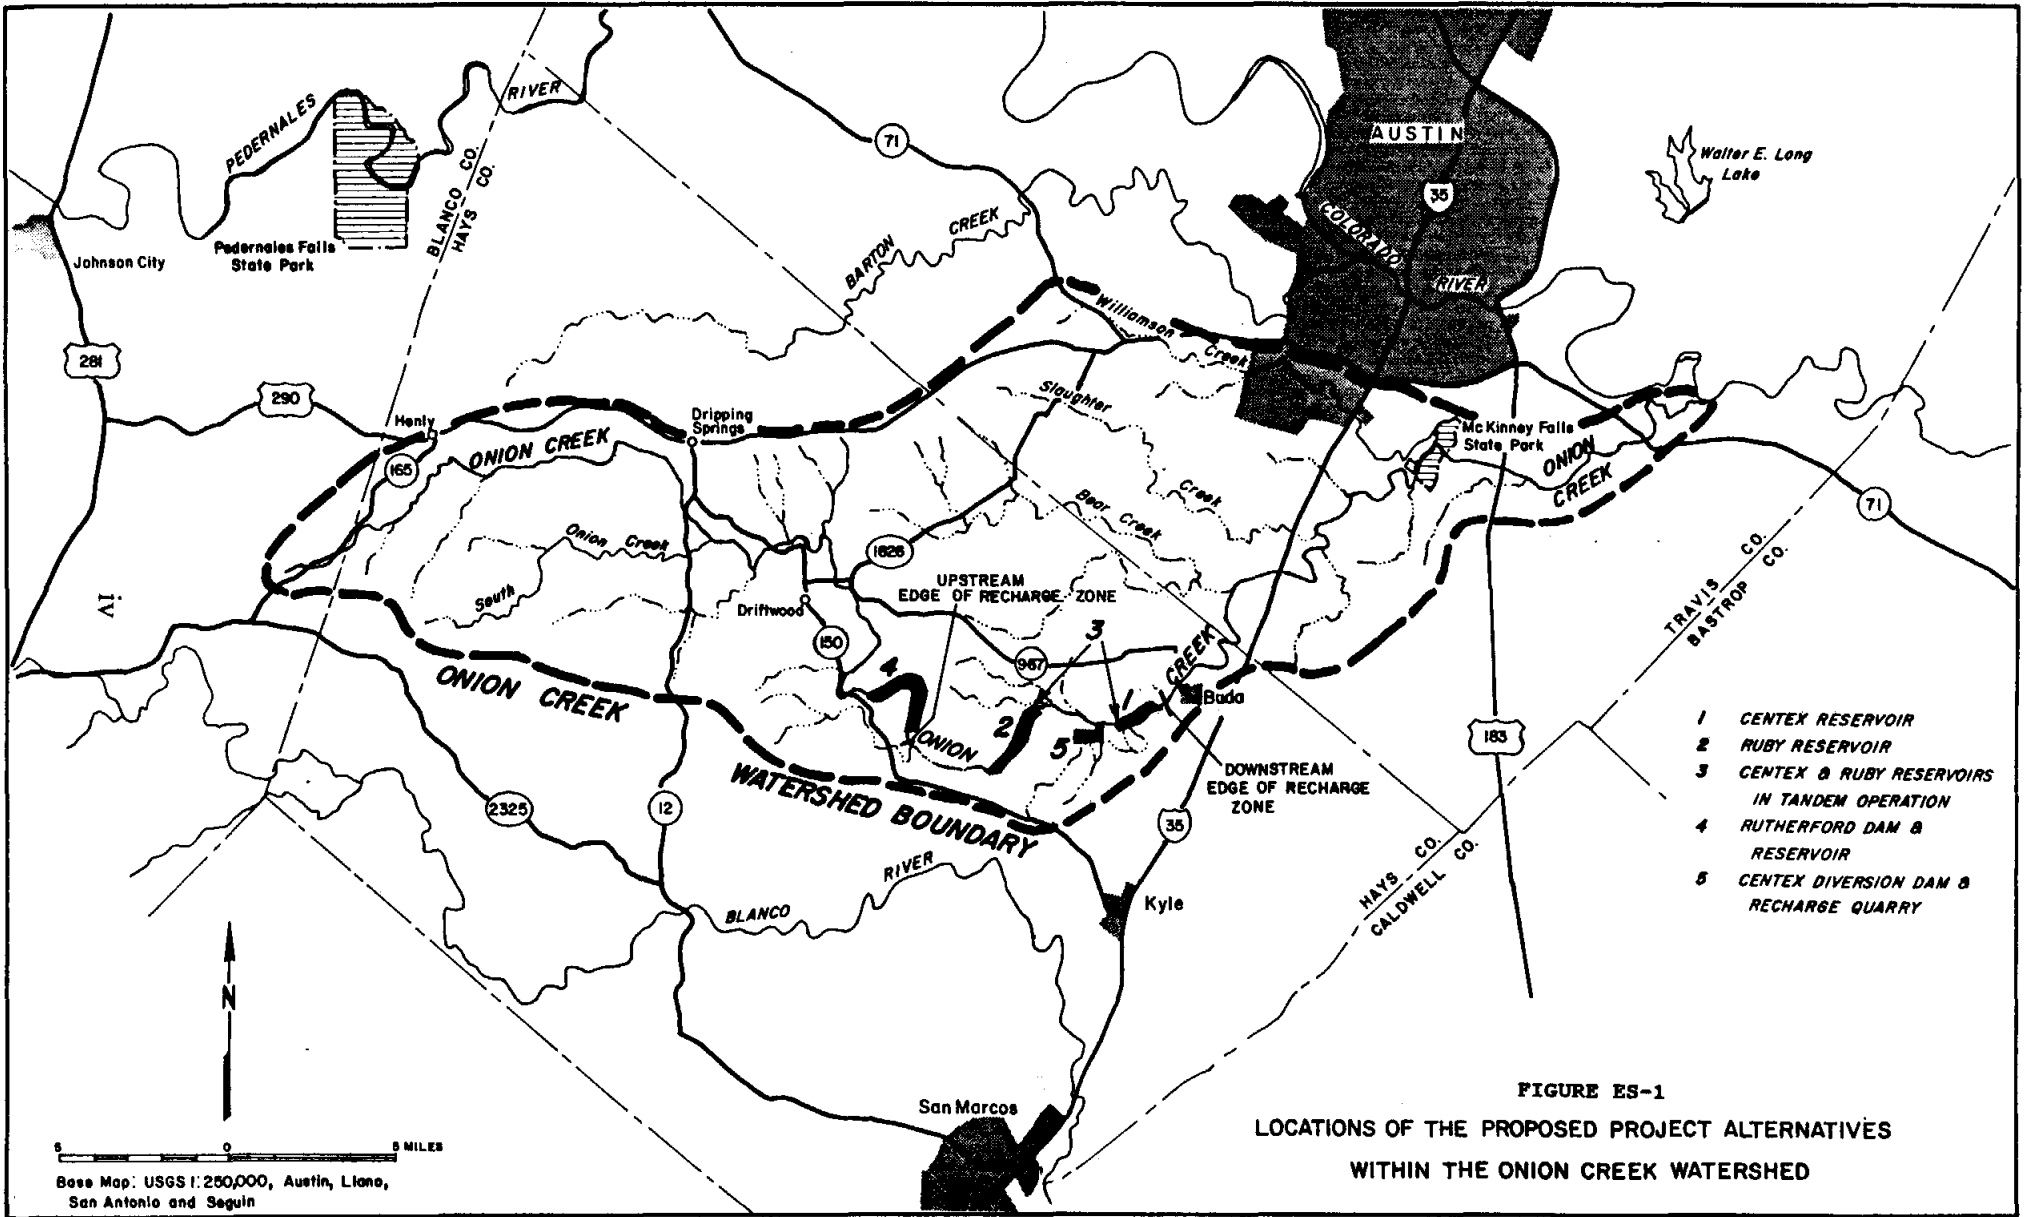 RIVER
PEDERNALES
BLANCO CO.
HAYS CO.
71
AUSTIN
Walter E. Long
Lake
35
COLORADO
RIVER
Pedernales Falls
State Park
Johnson City
BARTON
CREEK
Williamson
Creek
281
290
Henly
165
ONION CREEK
Dripping
Springs
Slaughter
Creek
Bear Creek
McKinney Falls
State Park
ONION
CREEK
71
Onion Creek
South
1826
UPSTREAM
EDGE OF RECHARGE ZONE
Driftwood
150
967
3
4
2
1
5
CREEK
Buda
ONION
iv
TRAVIS CO.
BASTROP CO.
ONION CREEK
WATERSHED BOUNDARY
DOWNSTREAM
EDGE OF RECHARGE
ZONE
183
2325
12
35
1 CENTEX RESERVOIR
2 RUBY RESERVOIR
3 CENTEX & RUBY RESERVOIRS
IN TANDEM OPERATION
4 RUTHERFORD DAM &
RESERVOIR
5 CENTEX DIVERSION DAM &
RECHARGE QUARRY
HAYS CO.
CALDWELL CO.
RIVER
BLANCO
Kyle
N
San Marcos
5 0 5 MILES
Base Map: USGS 1:250,000, Austin, Llano,
San Antonio and Seguin
FIGURE ES-1
LOCATIONS OF THE PROPOSED PROJECT ALTERNATIVES
WITHIN THE ONION CREEK WATERSHED